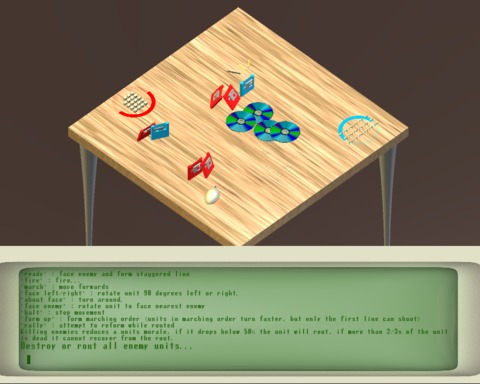 'ready' : face enemy and form staggered line
'fire' : fire..
'march' : move forwards
'face left/right' : rotate unit 90 degrees left or right.
'about face' : turn around.
'face enemy' : rotate unit to face nearest enemy
'halt' : stop movement
'form up' : form marching order (units in marching order turn faster, but only the first line can shoot)
'rally' : attempt to reform while routed
Killing enemies reduces a units morale, if it drops below 50% the unit will rout, if more than 2/3s of the unit
is dead it cannot recover from the rout.
Destroy or rout all enemy units...